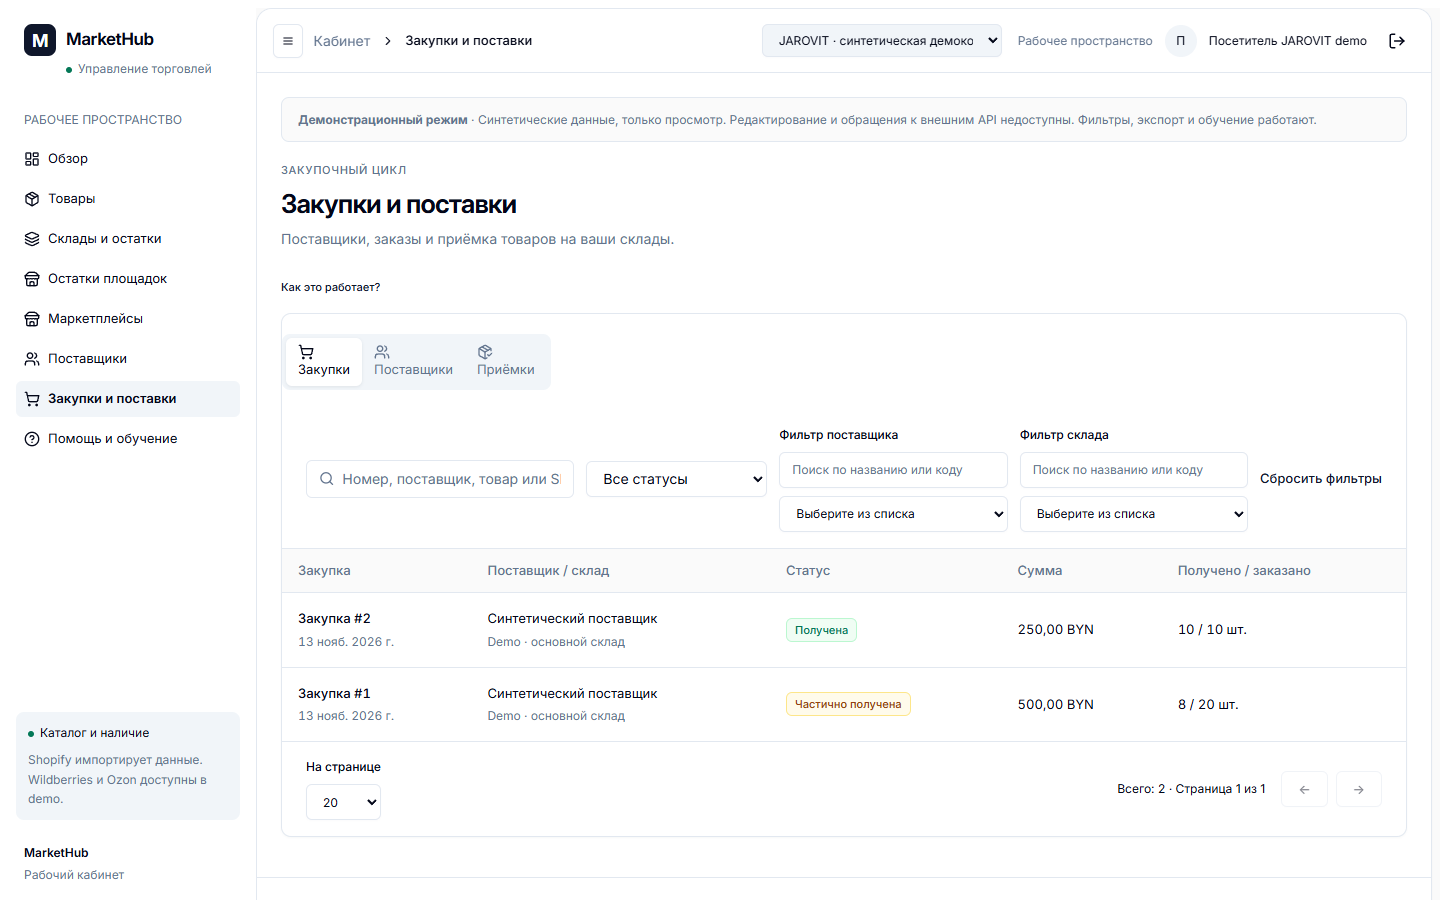 M MarketHub
Управление торговлей
РАБОЧЕЕ ПРОСТРАНСТВО
Обзор
Товары
Склады и остатки
Остатки площадок
Маркетплейсы
Поставщики
Закупки и поставки
Помощь и обучение
Каталог и наличие
Shopify импортирует данные.
Wildberries и Ozon доступны в
demo.
MarketHub
Рабочий кабинет
Кабинет > Закупки и поставки
JAROVIT · синтетическая демоко
Рабочее пространство
П
Посетитель JAROVIT demo
Демонстрационный режим · Синтетические данные, только просмотр. Редактирование и обращения к внешним API недоступны. Фильтры, экспорт и обучение работают.
ЗАКУПОЧНЫЙ ЦИКЛ
Закупки и поставки
Поставщики, заказы и приёмка товаров на ваши склады.
Как это работает?
Закупки Поставщики Приёмки
Номер, поставщик, товар или SI
Все статусы
Фильтр поставщика
Поиск по названию или коду
Выберите из списка
Фильтр склада
Поиск по названию или коду
Выберите из списка
Сбросить фильтры
Закупка Поставщик / склад Статус Сумма Получено / заказано
Закупка #2 Синтетический поставщик Получена 250,00 BYN 10 / 10 шт.
13 нояб. 2026 г. Demo · основной склад
Закупка #1 Синтетический поставщик Частично получена 500,00 BYN 8 / 20 шт.
13 нояб. 2026 г. Demo · основной склад
На странице
20
Всего: 2 · Страница 1 из 1 ← →